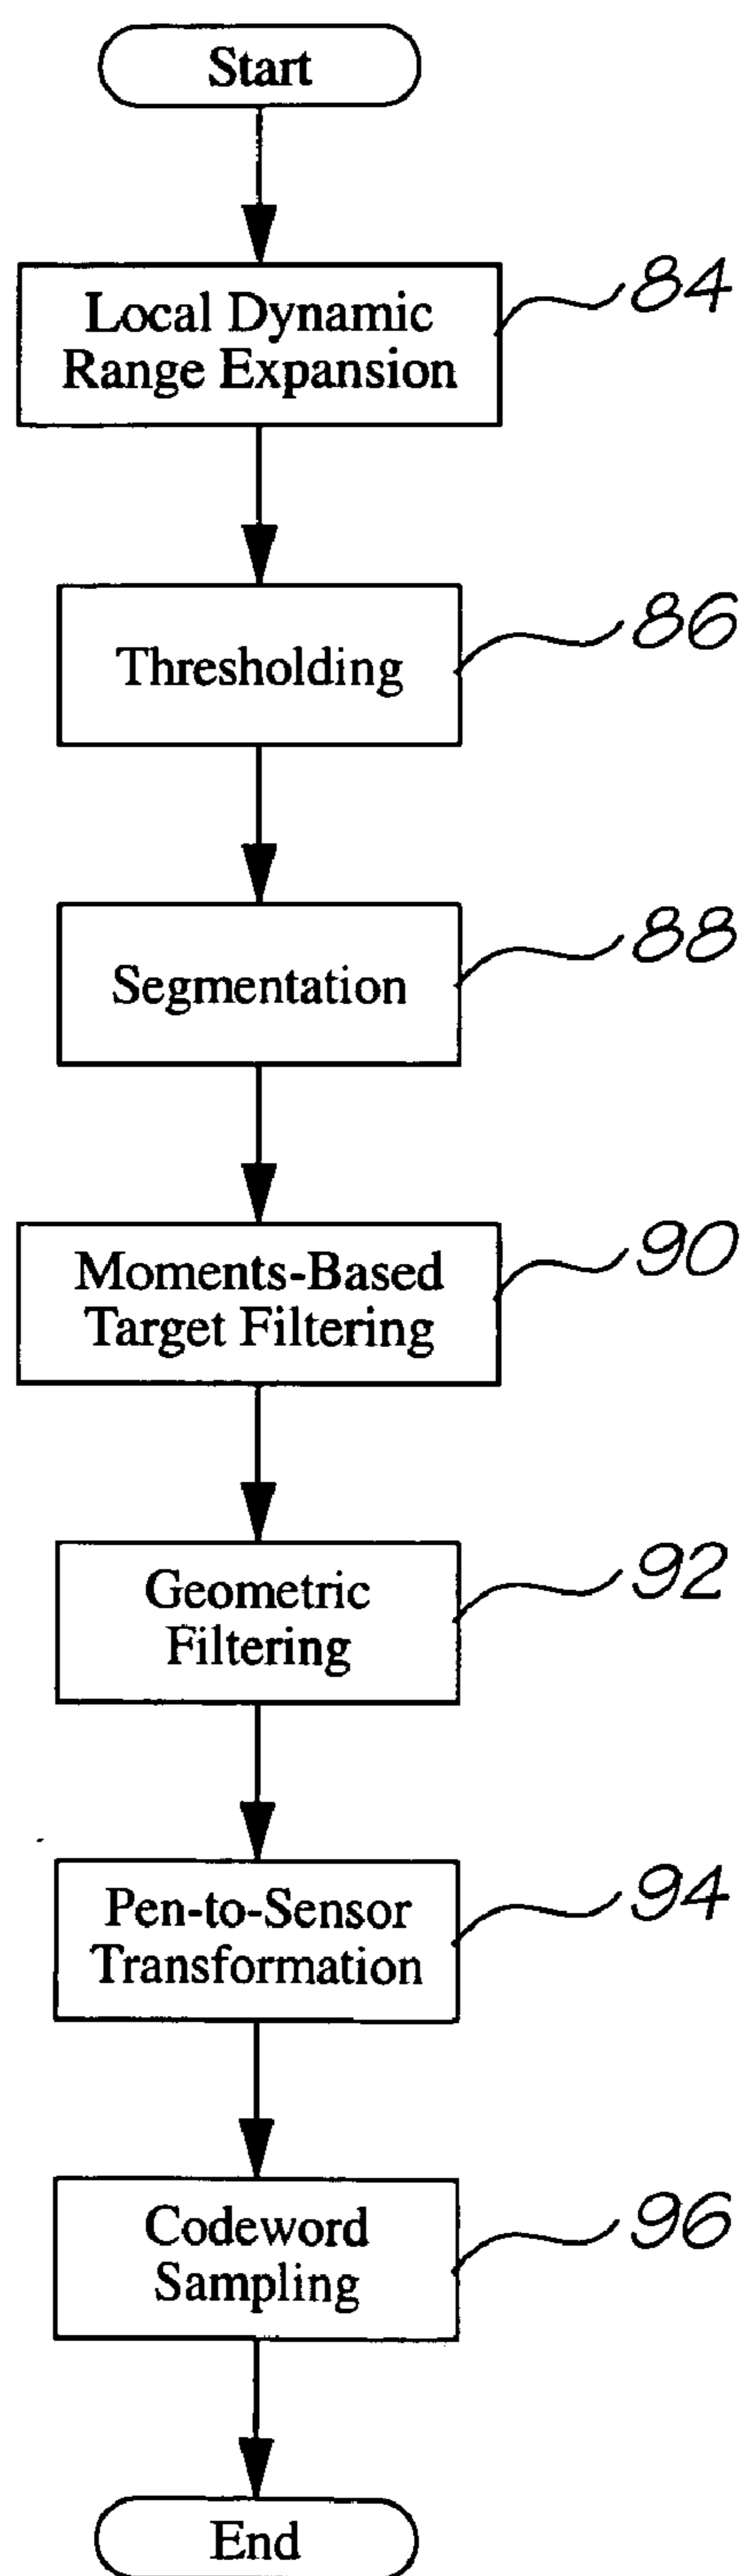 Start
Local Dynamic
Range Expansion
84
Thresholding
86
Segmentation
88
Moments-Based
Target Filtering
90
Geometric
Filtering
92
Pen-to-Sensor
Transformation
94
Codeword
Sampling
96
End